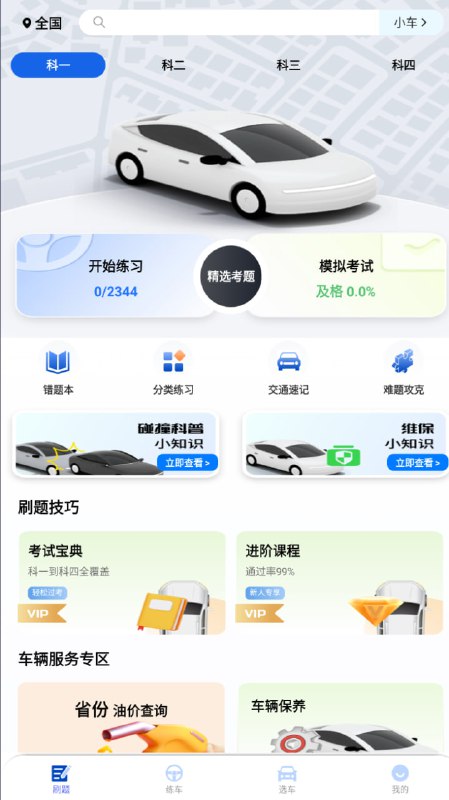 全国
小车
科一
科二
科三
科四
开始练习
0/2344
精选考题
模拟考试
及格 0.0%
错题本
分类练习
交通速记
难题攻克
碰撞科普
小知识
立即查看>
维保
小知识
立即查看>
刷题技巧
考试宝典
科一到科四全覆盖
轻松过考
VIP
进阶课程
通过率99%
新人专享
VIP
车辆服务专区
省份 油价查询
车辆保养
刷题
练车
选车
我的